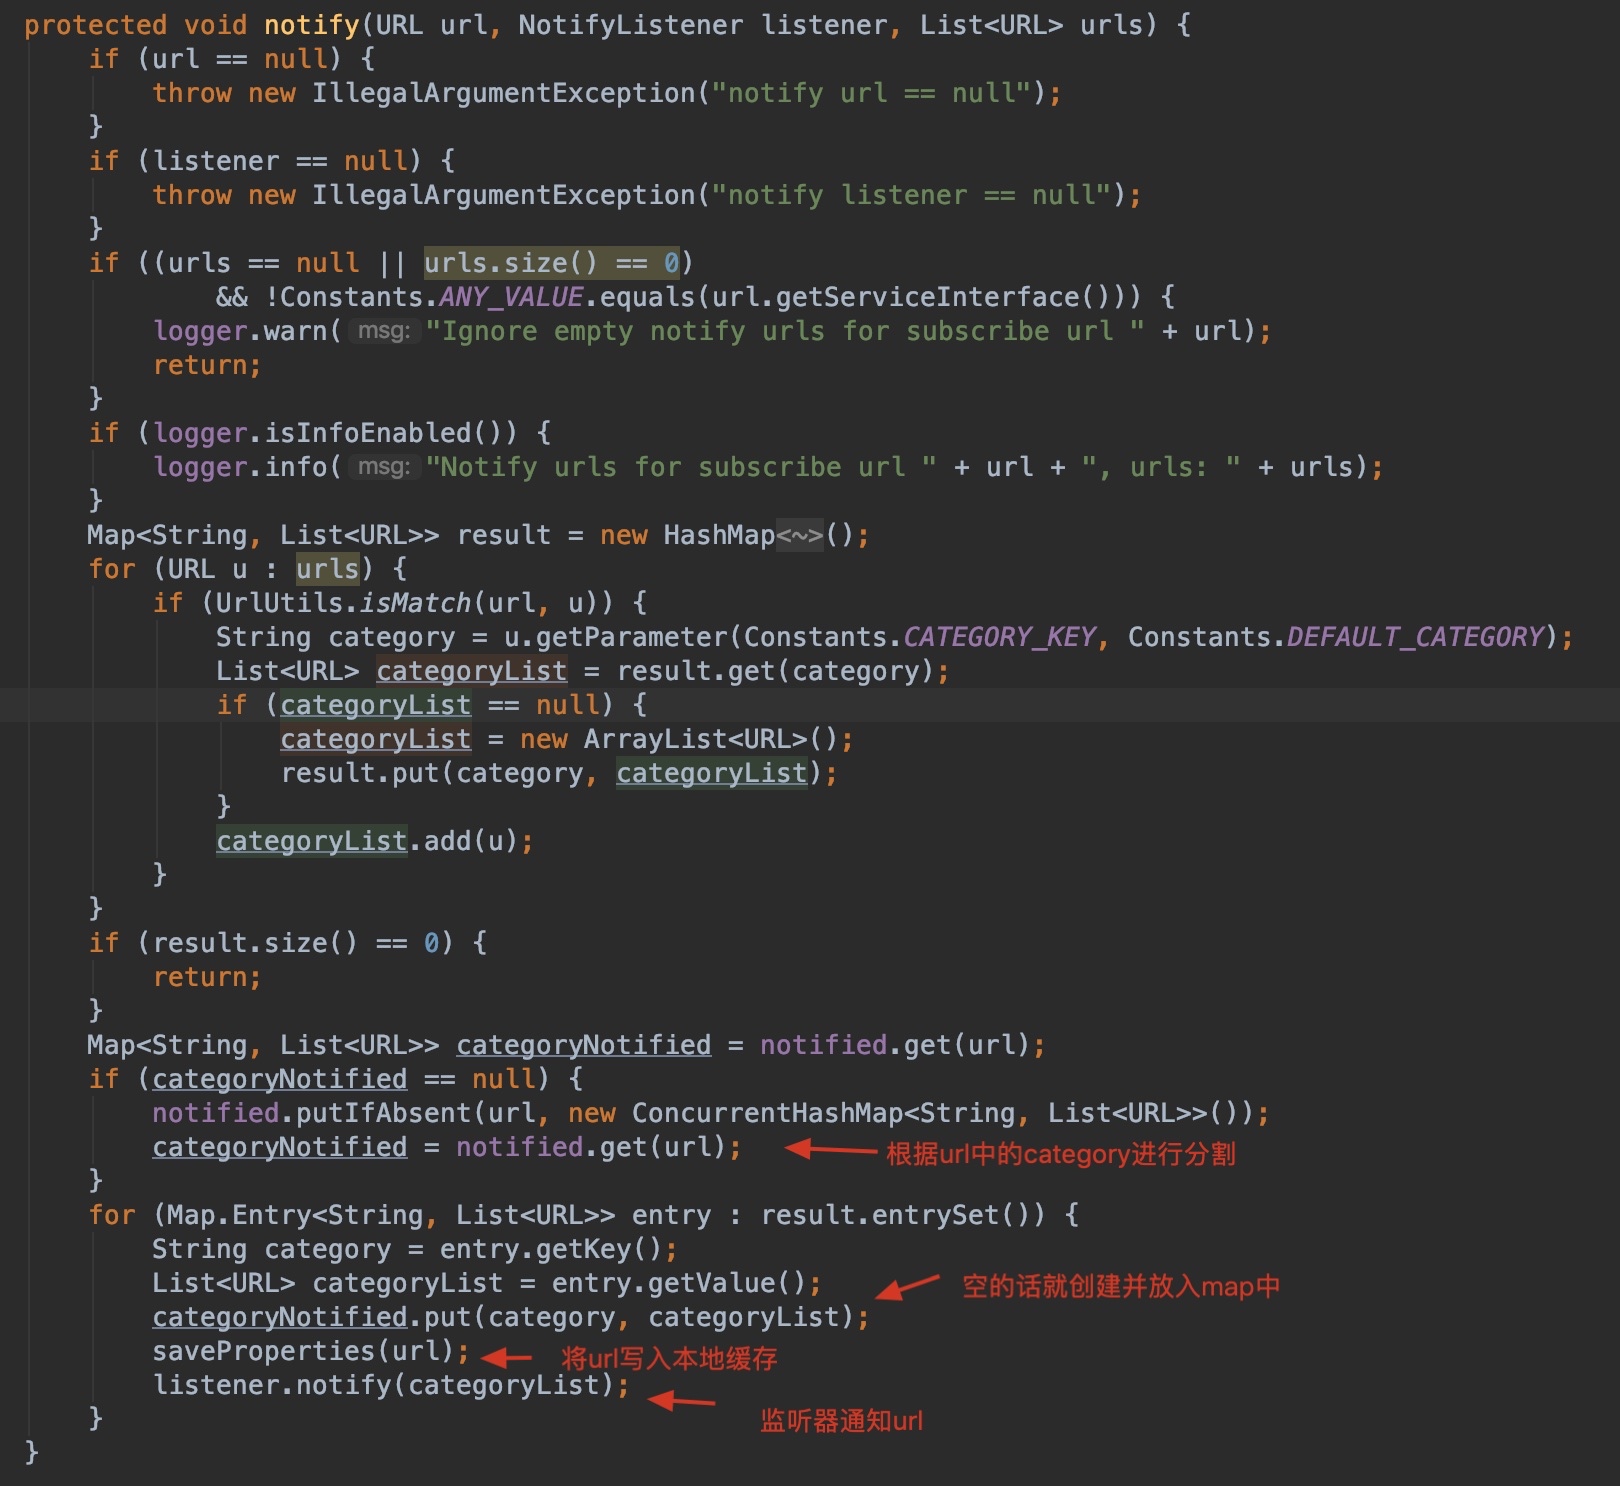 protected void notify(URL url, NotifyListener listener, List<URL> urls) {
if (url == null) {
throw new IllegalArgumentException("notify url == null");
}
if (listener == null) {
throw new IllegalArgumentException("notify listener == null");
}
if ((urls == null || urls.size() == 0)
&& !Constants.ANY_VALUE.equals(url.getServiceInterface())) {
logger.warn( msg: "Ignore empty notify urls for subscribe url " + url);
return;
}
if (logger.isInfoEnabled()) {
logger.info( msg: "Notify urls for subscribe url " + url + ", urls: " + urls);
}
Map<String, List<URL>> result = new HashMap<~>();
for (URL u : urls) {
if (UrlUtils.isMatch(url, u)) {
String category = u.getParameter(Constants.CATEGORY_KEY, Constants.DEFAULT_CATEGORY);
List<URL> categoryList = result.get(category);
if (categoryList == null) {
categoryList = new ArrayList<URL>();
result.put(category, categoryList);
}
categoryList.add(u);
}
}
if (result.size() == 0) {
return;
}
Map<String, List<URL>> categoryNotified = notified.get(url);
if (categoryNotified == null) {
notified.putIfAbsent(url, new ConcurrentHashMap<String, List<URL>>());
categoryNotified = notified.get(url); 根据url中的category进行分割
}
for (Map.Entry<String, List<URL>> entry : result.entrySet()) {
String category = entry.getKey();
List<URL> categoryList = entry.getValue(); 空的话就创建并放入map中
categoryNotified.put(category, categoryList);
saveProperties(url); 将url写入本地缓存
listener.notify(categoryList);
监听器通知url
}
}